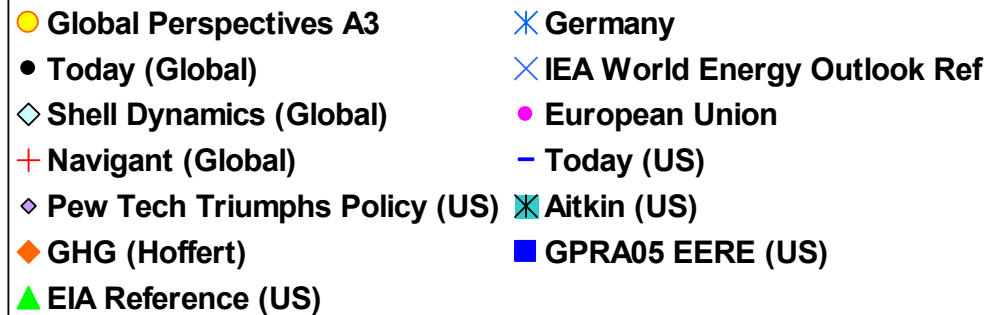 Global Perspectives A3
Today (Global)
Shell Dynamics (Global)
Navigant (Global)
Pew Tech Triumphs Policy (US)
GHG (Hoffert)
EIA Reference (US)
Germany
IEA World Energy Outlook Ref
European Union
Today (US)
Aitkin (US)
GPRA05 EERE (US)